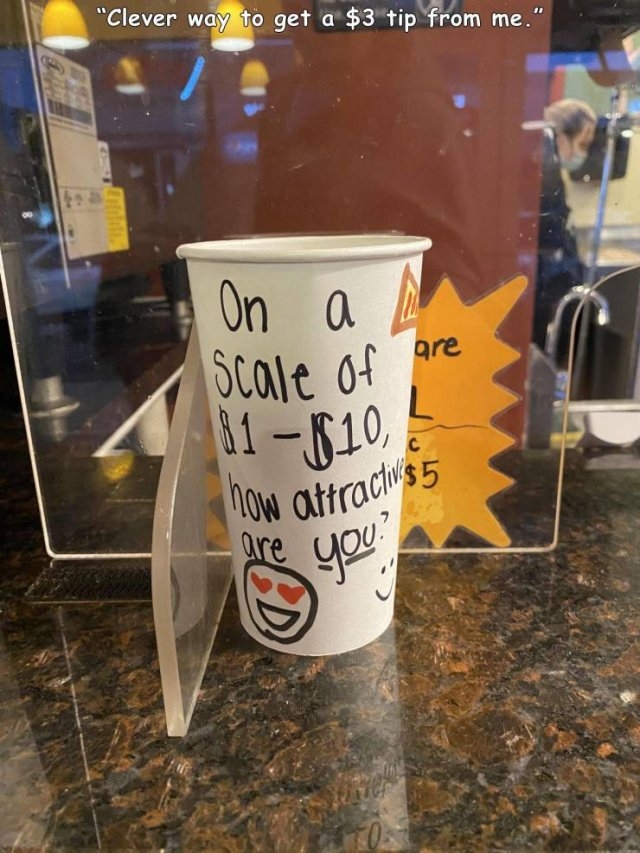 "Clever way to get a $3 tip from me."
On a
scale of
$1 - $10,
how attractive
are you?
are
$5